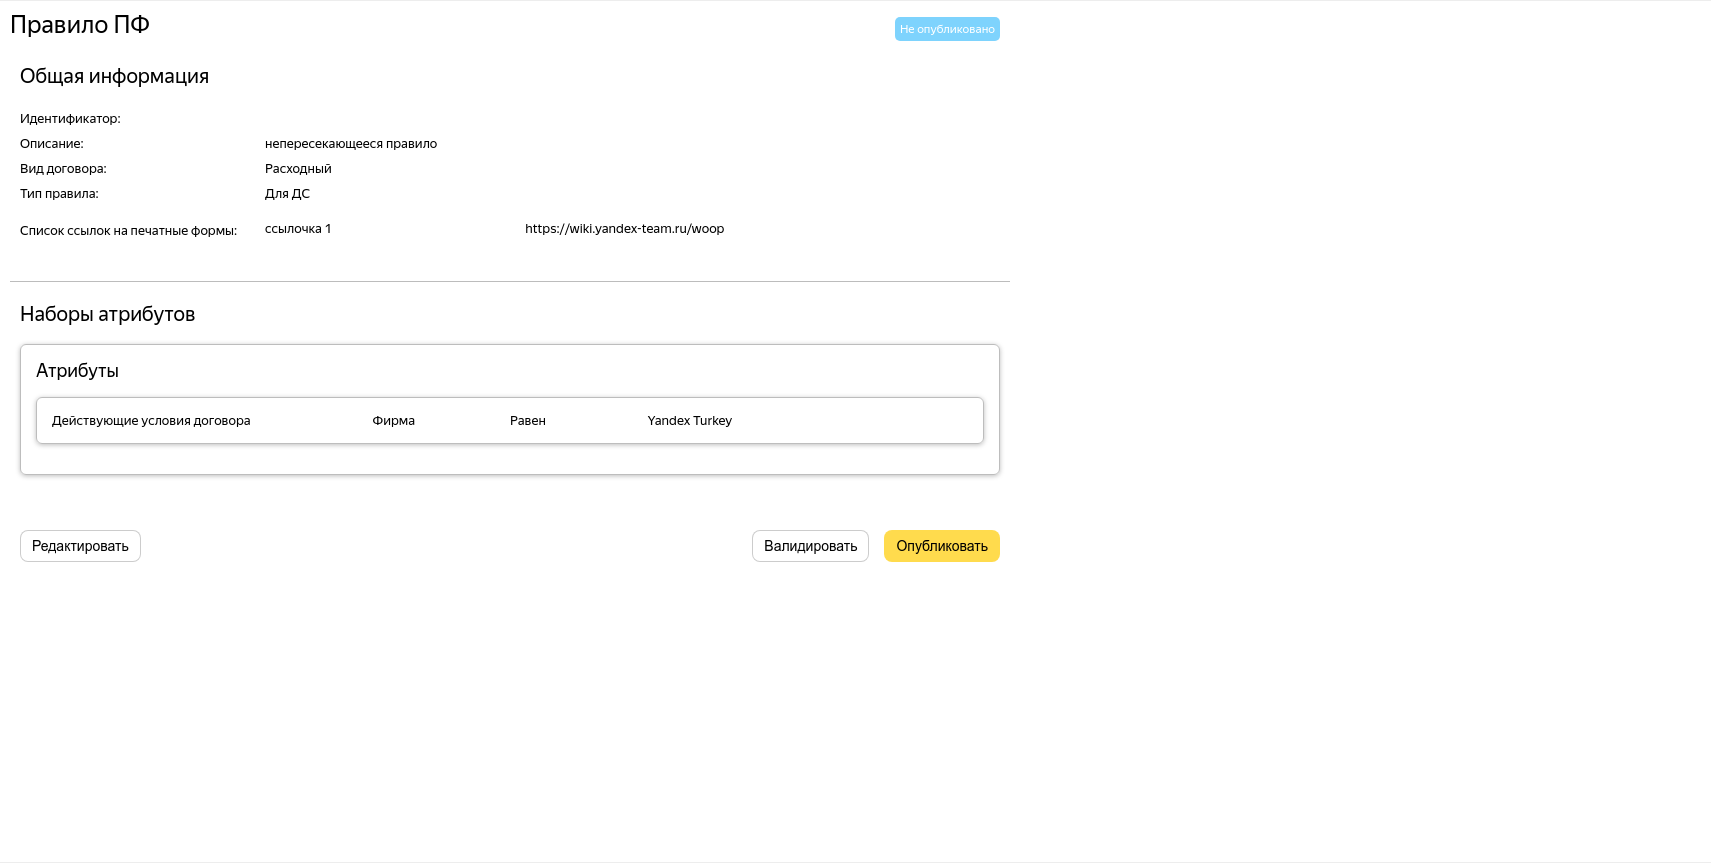 Правило ПФ
Не опубликовано
Общая информация
Идентификатор:
Описание: непересекающееся правило
Вид договора: Расходный
Тип правила: Для ДС
Список ссылок на печатные формы: ссылочка 1 https://wiki.yandex-team.ru/woop
Наборы атрибутов
Атрибуты
Действующие условия договора Фирма Равен Yandex Turkey
Редактировать Валидировать Опубликовать